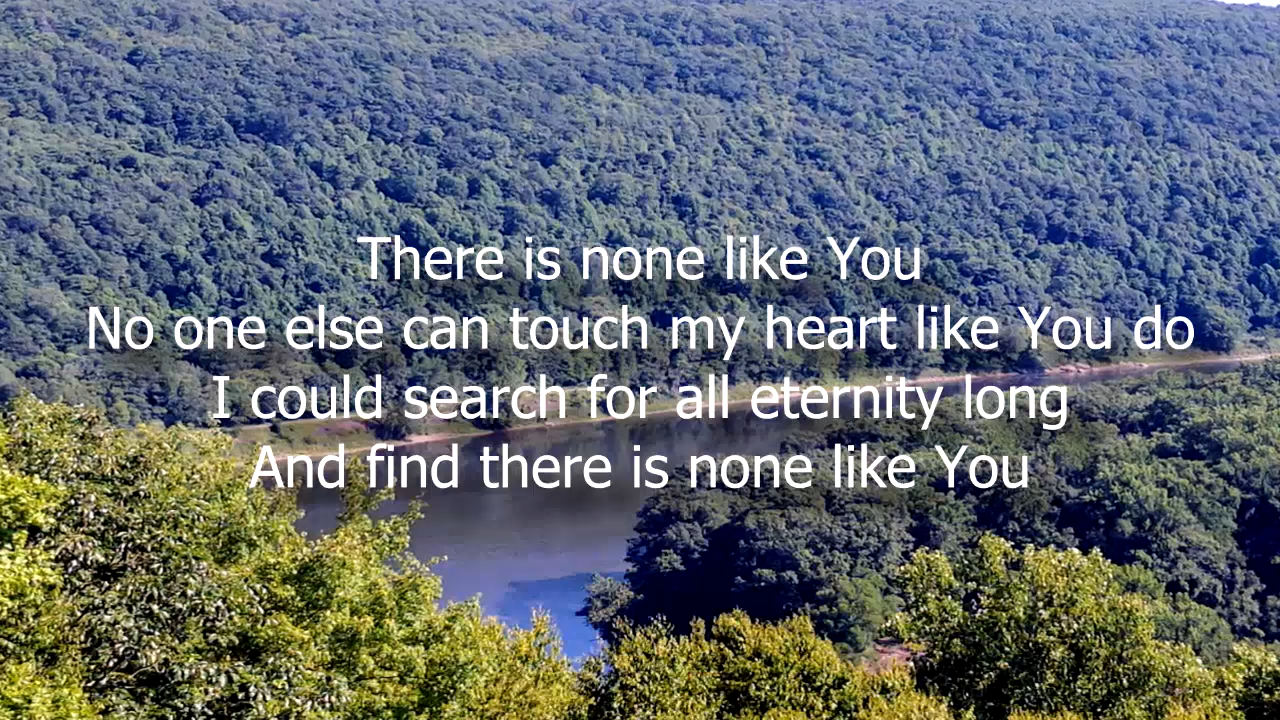 There is none like You
No one else can touch my heart like You do
I could search for all eternity long
And find there is none like You